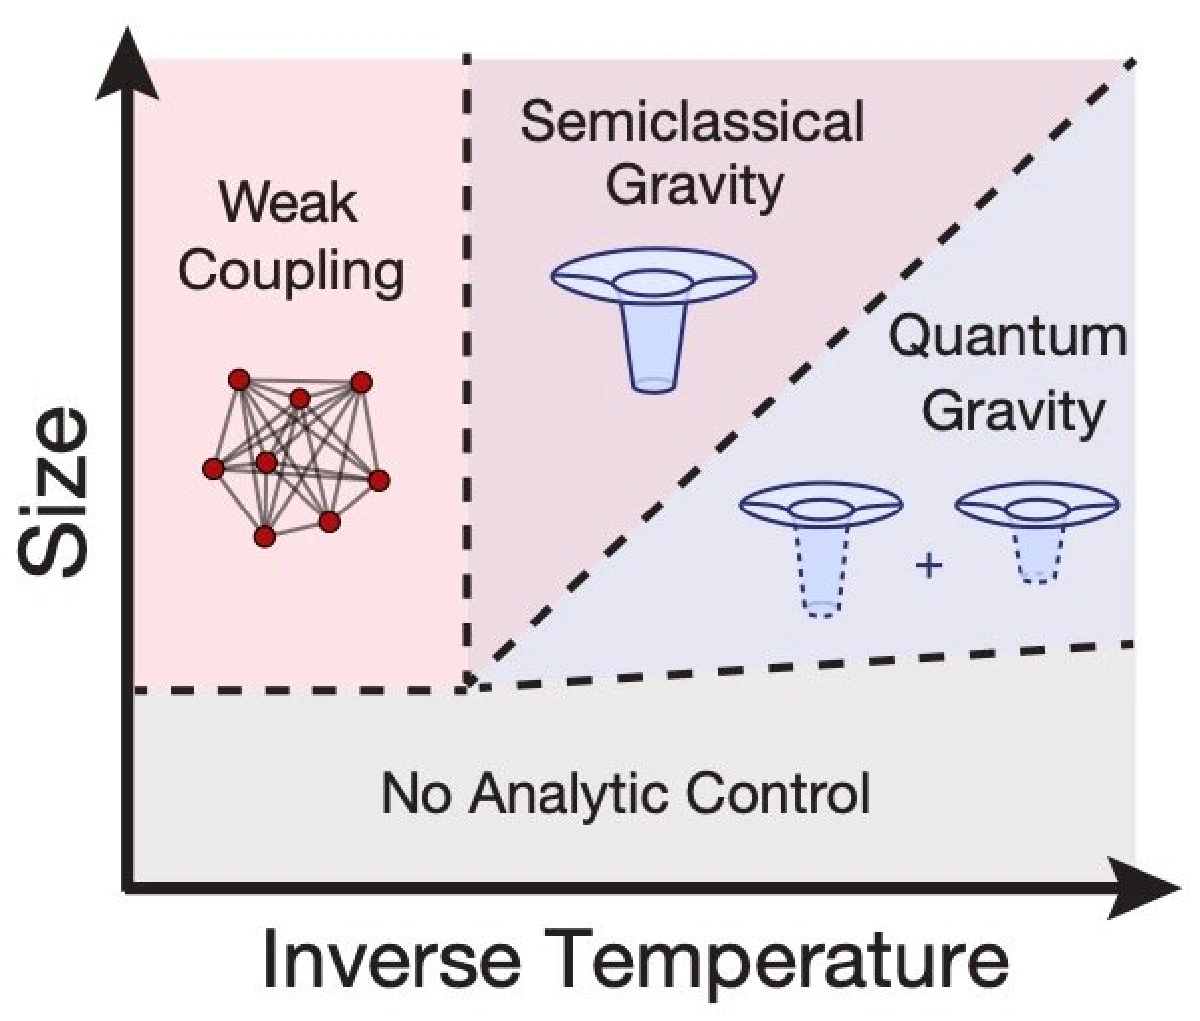 Semiclassical
Gravity
Weak
Coupling
Quantum
Gravity
+
No Analytic Control
Size
Inverse Temperature